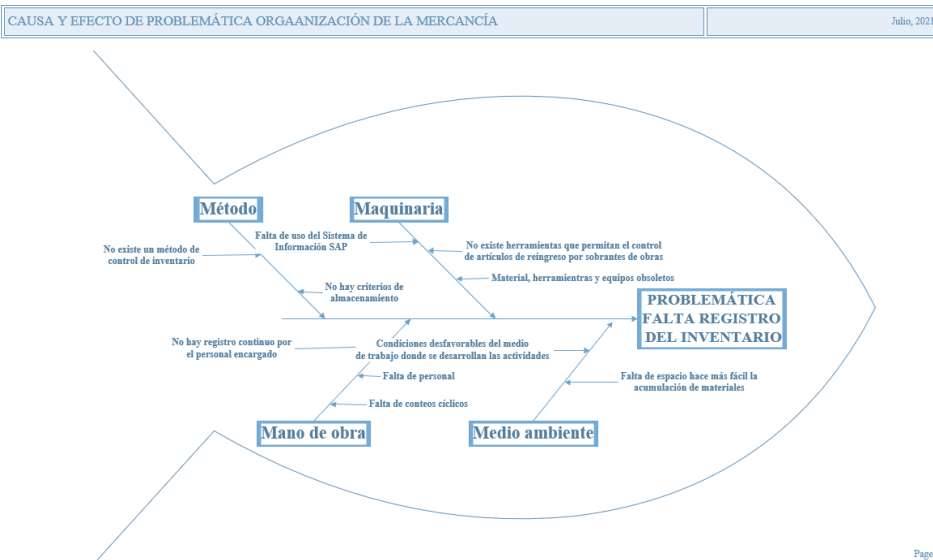 CAUSA Y EFECTO DE PROBLEMÁTICA ORGAANIZACIÓN DE LA MERCANCÍA
Julio, 2021
Método
Maquinaria
Falta de uso del Sistema de
Información SAP
No existe un método de
control de inventario
No existe herramientas que permitan el control
de artículos de reingreso por sobrantes de obras
Material, herramientras y equipos obsoletos
No hay criterios de
almacenamiento
PROBLEMÁTICA
FALTA REGISTRO
DEL INVENTARIO
No hay registro continuo por
el personal encargado
Condiciones desfavorables del medio
de trabajo donde se desarrollan las actividades
Falta de personal
Falta de espacio hace más fácil la
acumulación de materiales
Falta de conteos cíclicos
Mano de obra
Medio ambiente
Page